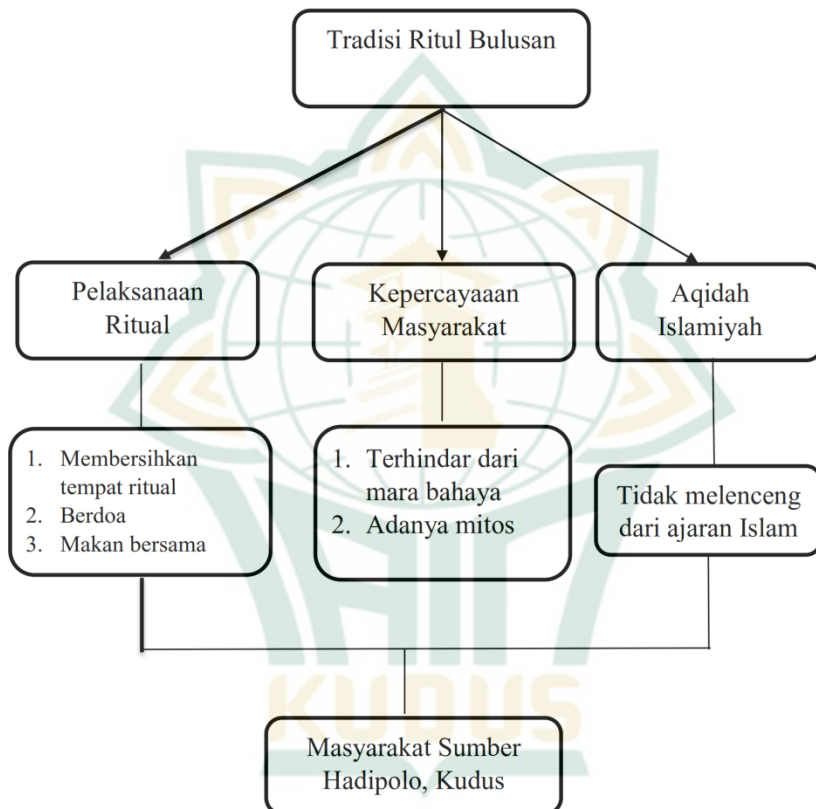 Tradisi Ritul Bulusan
Pelaksanaan
Ritual
Kepercayaaan
Masyarakat
Aqidah
Islamiyah
1. Membersihkan
tempat ritual
2. Berdoa
3. Makan bersama
1. Terhindar dari
mara bahaya
2. Adanya mitos
Tidak melenceng
dari ajaran Islam
KUDUS
Masyarakat Sumber
Hadipolo, Kudus